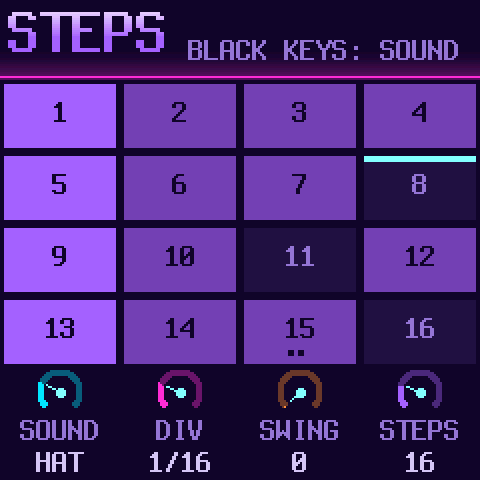 STEPS
BLACK KEYS: SOUND
1 2 3 4
5 6 7 8
9 10 11 12
13 14 15 16
SOUND DIV SWING STEPS
HAT 1/16 0 16